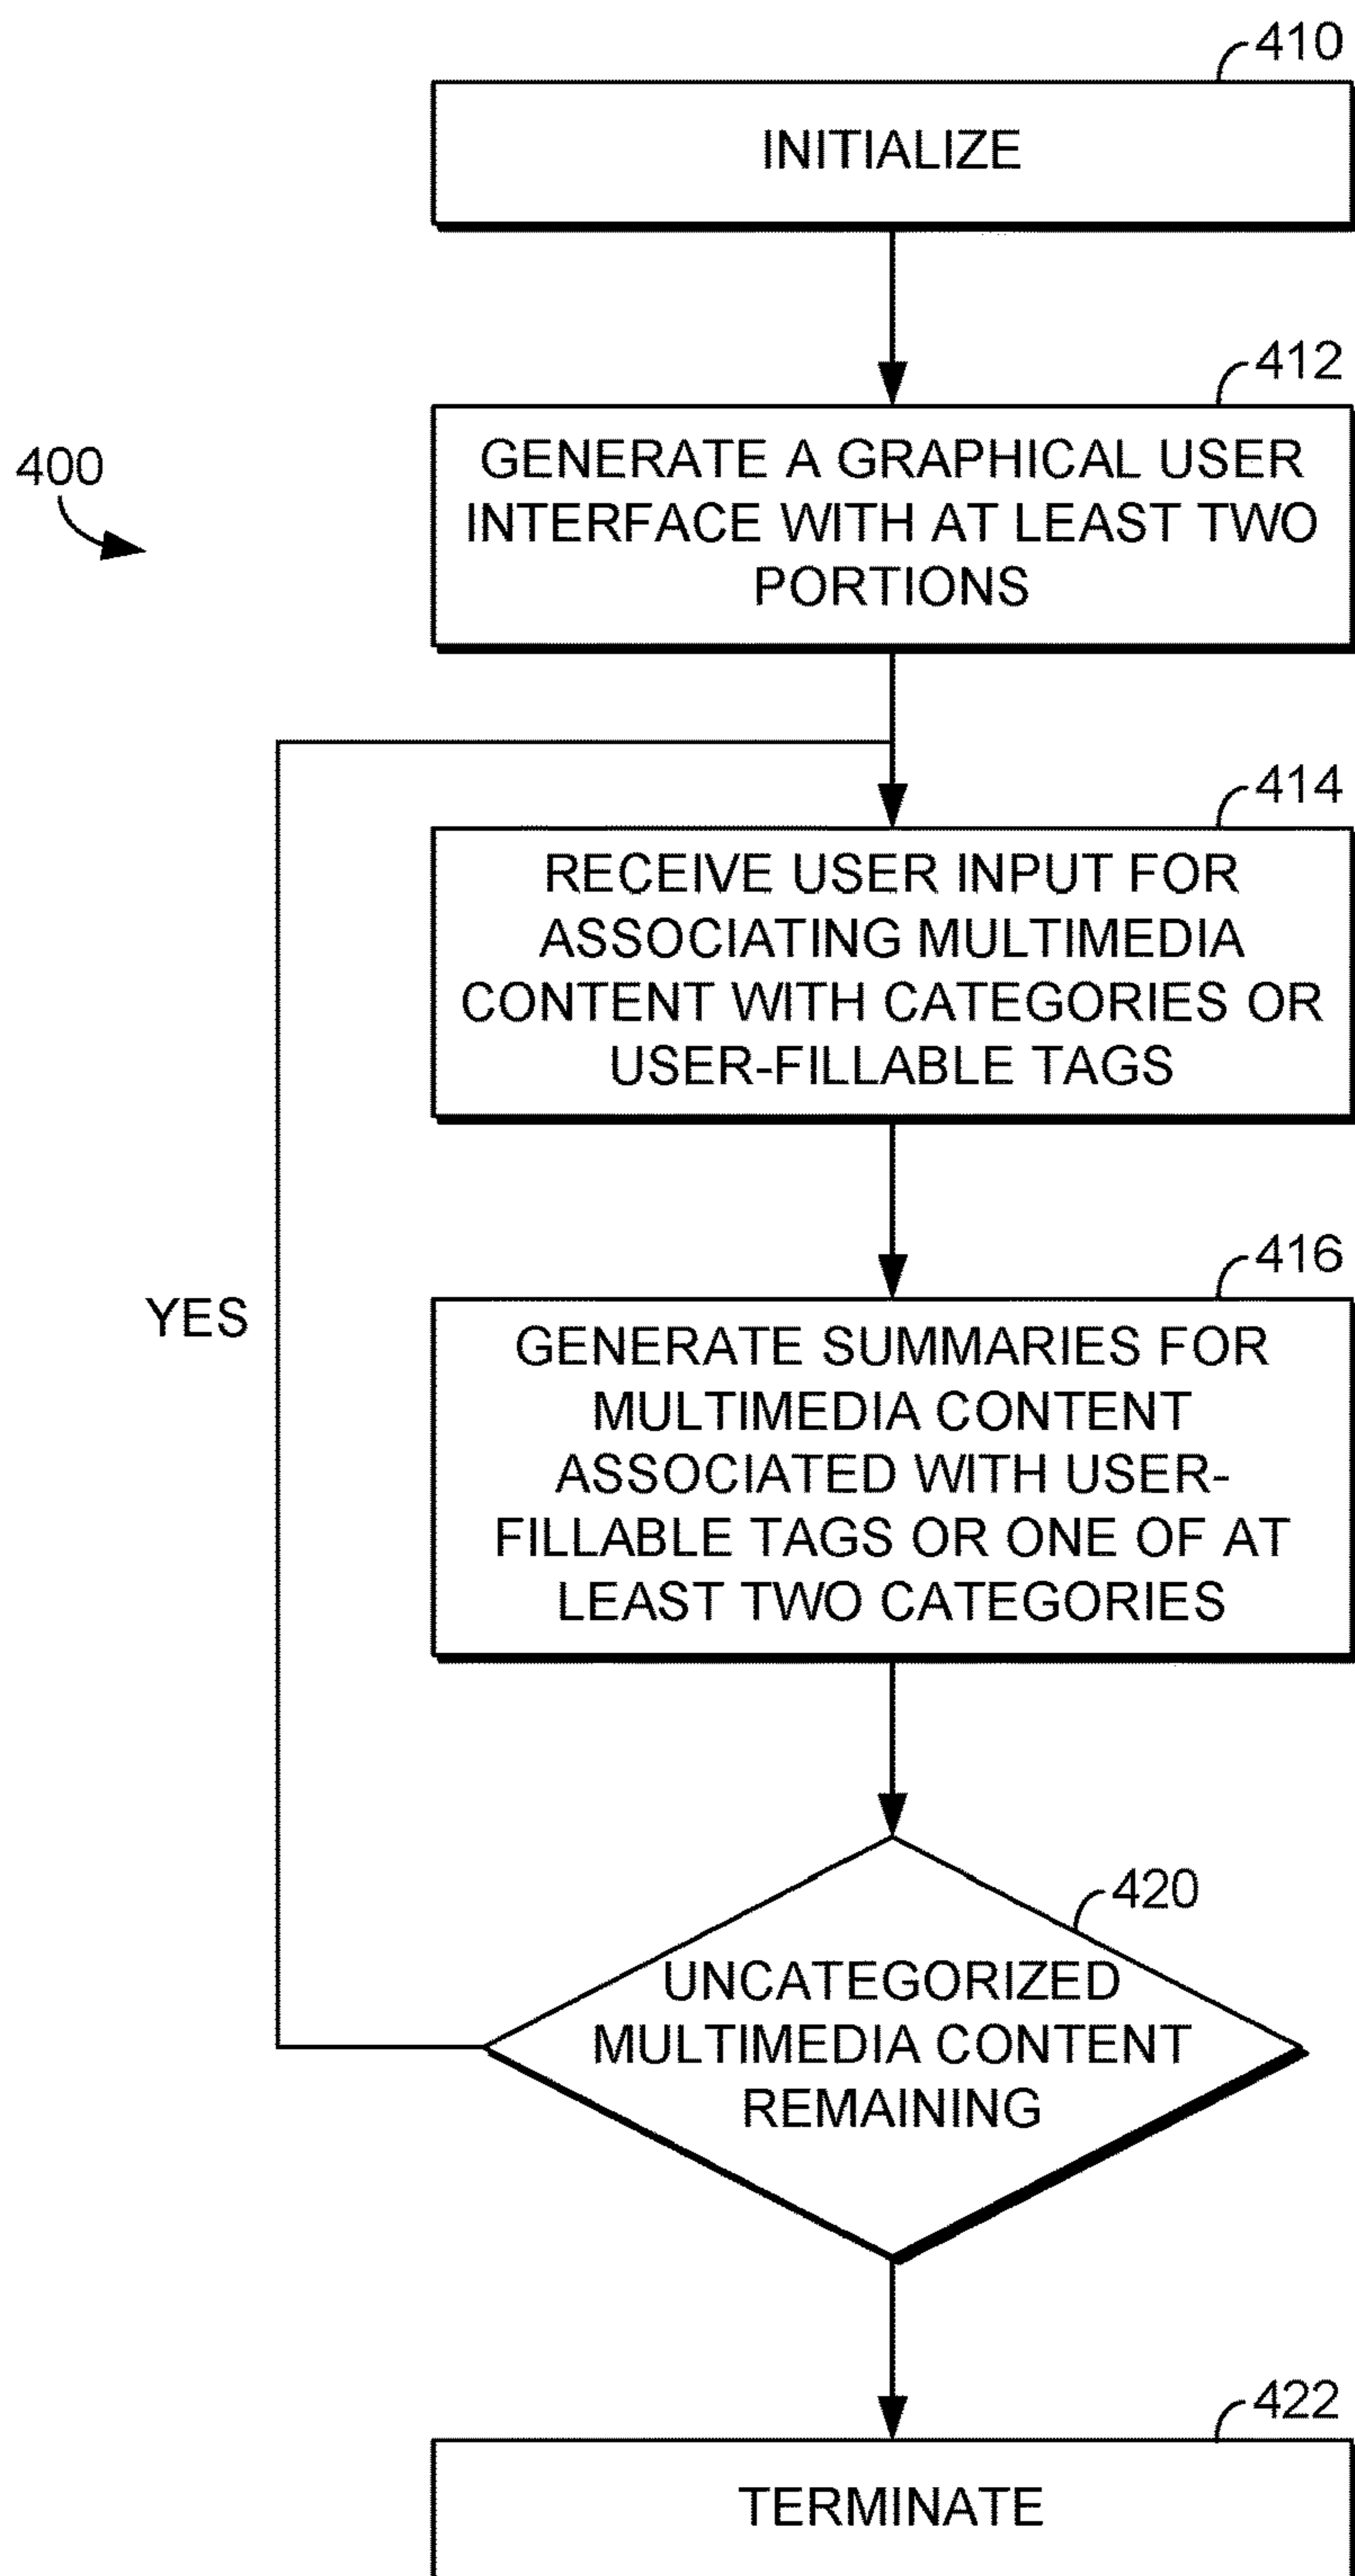 410
INITIALIZE
412
400
GENERATE A GRAPHICAL USER
INTERFACE WITH AT LEAST TWO
PORTIONS
414
RECEIVE USER INPUT FOR
ASSOCIATING MULTIMEDIA
CONTENT WITH CATEGORIES OR
USER-FILLABLE TAGS
416
YES
GENERATE SUMMARIES FOR
MULTIMEDIA CONTENT
ASSOCIATED WITH USER-
FILLABLE TAGS OR ONE OF AT
LEAST TWO CATEGORIES
420
UNCATEGORIZED
MULTIMEDIA CONTENT
REMAINING
422
TERMINATE